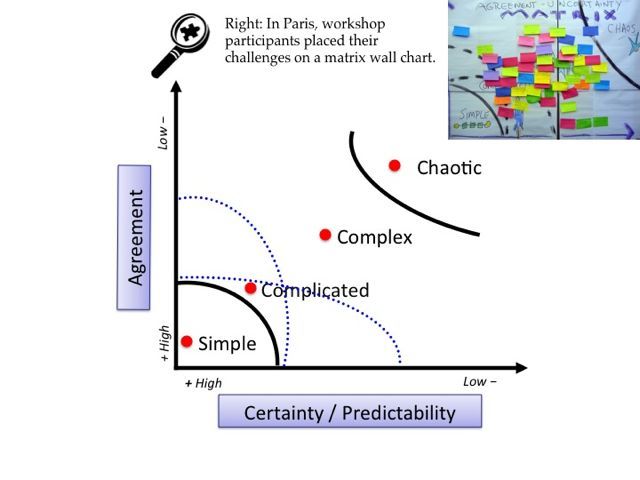 Right: In Paris, workshop
participants placed their
challenges on a matrix wall chart.
AGREEMENT - UNCERTAINTY
MATRIX
CHAOS
SIMPLE
Low –
Agreement
+ High
Chaotic
Complex
Complicated
Simple
+ High
Low –
Certainty / Predictability